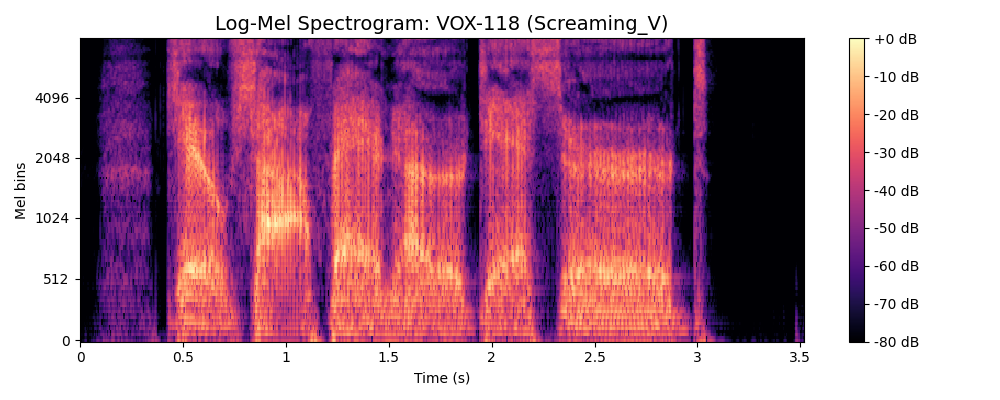 Log-Mel Spectrogram: VOX-118 (Screaming_V)
+0 dB
-10 dB
-20 dB
-30 dB
-40 dB
-50 dB
-60 dB
-70 dB
-80 dB
Mel bins
4096
2048
1024
512
0
0 0.5 1 1.5 2 2.5 3 3.5
Time (s)